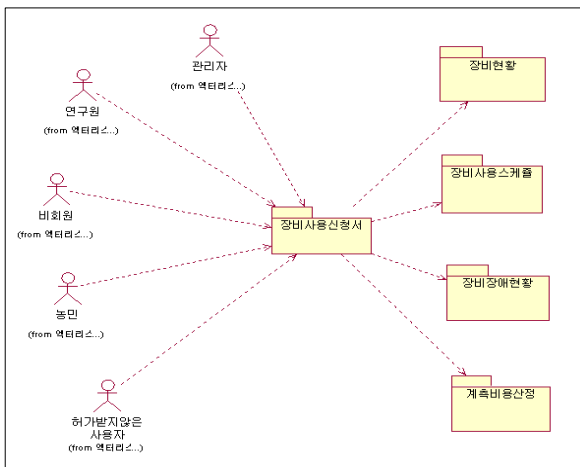 관리자
(from 액터리스...)
연구원
(from 액터리스...)
비회원
(from 액터리스...)
농민
(from 액터리스...)
허가받지않은
사용자
(from 액터리스...)
장비사용신청서
장비현황
장비사용스케쥴
장비장애현황
계측비용산정